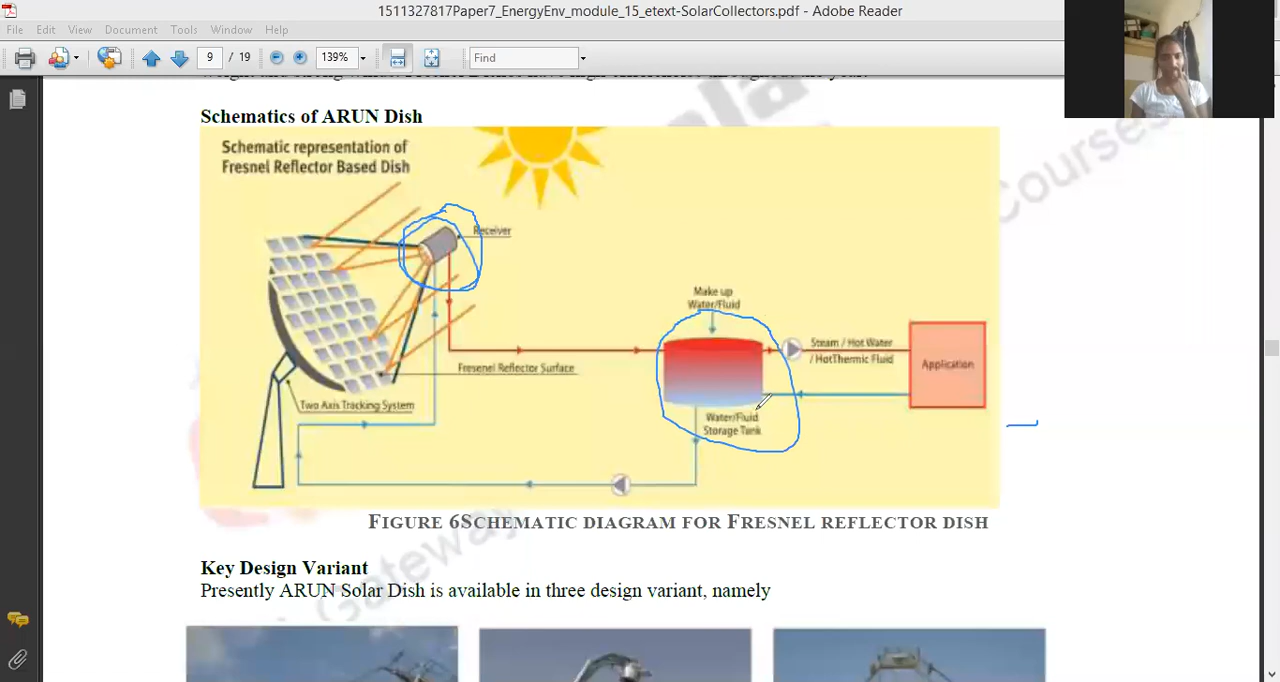 1511327817Paper7_EnergyEnv_module_15_etext-SolarCollectors.pdf - Adobe Reader
File Edit View Document Tools Window Help
9 / 19 139% Find
Schematics of ARUN Dish
Schematic representation of
Fresnel Reflector Based Dish
Receiver
Make up
Water/Fluid
Steam / Hot Water
/ HotThermic Fluid
Application
Fresenel Reflector Surface
Two Axis Tracking System
Water/Fluid
Storage Tank
FIGURE 6SCHEMATIC DIAGRAM FOR FRESNEL REFLECTOR DISH
Key Design Variant
Presently ARUN Solar Dish is available in three design variant, namely
Gateway
Courses